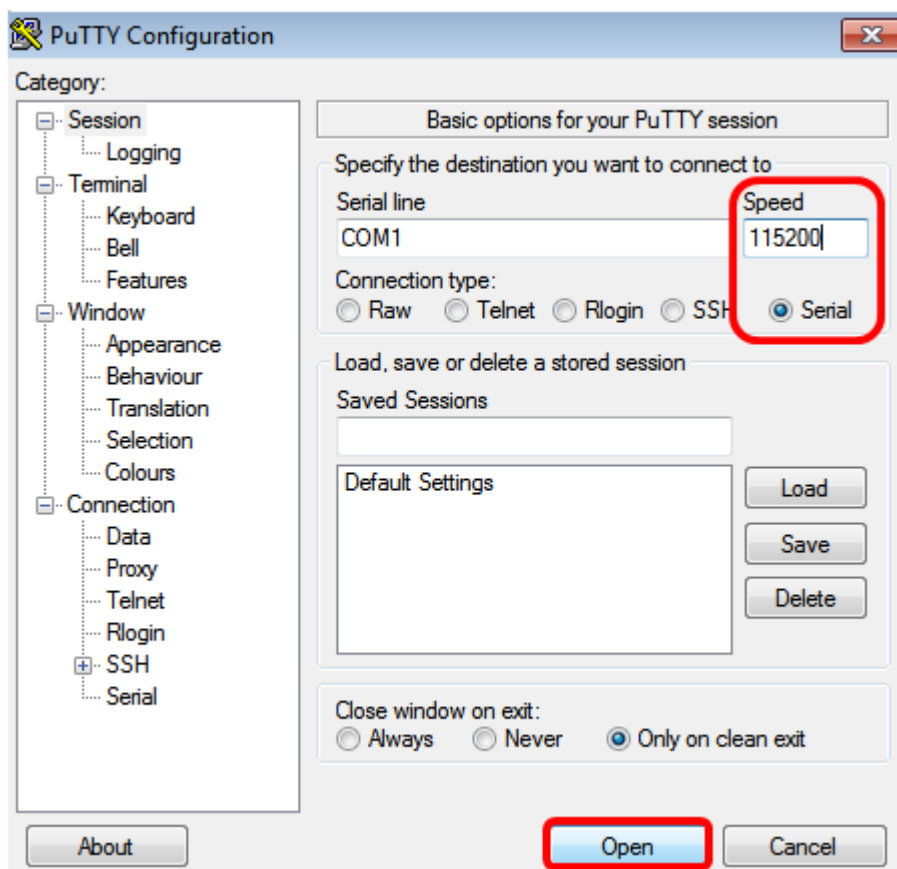 PuTTY Configuration
Category:
Session
Logging
Terminal
Keyboard
Bell
Features
Window
Appearance
Behaviour
Translation
Selection
Colours
Connection
Data
Proxy
Telnet
Rlogin
SSH
Serial
Basic options for your PuTTY session
Specify the destination you want to connect to
Serial line Speed
COM1 115200
Connection type:
Raw Telnet Rlogin SSH Serial
Load, save or delete a stored session
Saved Sessions
Default Settings
Load
Save
Delete
Close window on exit:
Always Never Only on clean exit
About Open Cancel